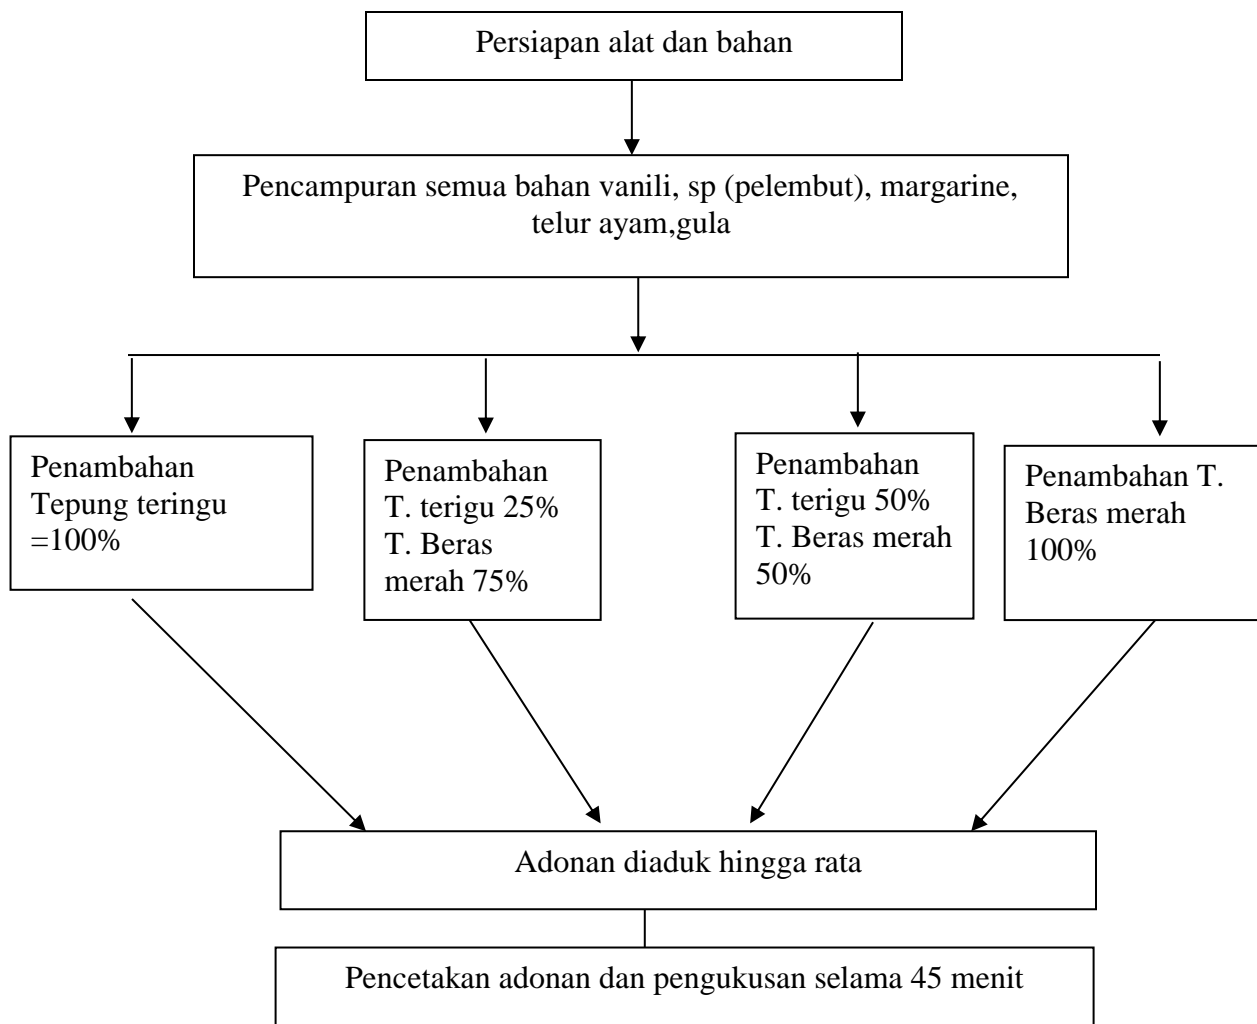 Persiapan alat dan bahan
Pencampuran semua bahan vanili, sp (pelembut), margarine,
telur ayam,gula
Penambahan
Tepung teringu
=100%
Penambahan
T. terigu 25%
T. Beras
merah 75%
Penambahan
T. terigu 50%
T. Beras merah
50%
Penambahan T.
Beras merah
100%
Adonan diaduk hingga rata
Pencetakan adonan dan pengukusan selama 45 menit